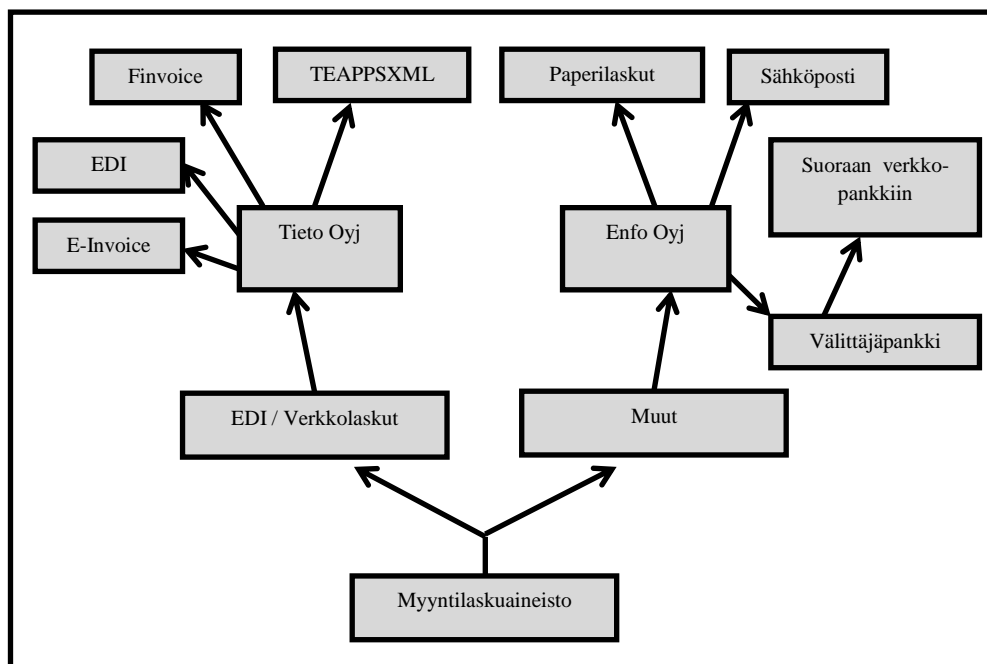 Finvoice
TEAPPSXML
Paperilaskut
Sähköposti
EDI
Suoraan verkko-
pankkiin
E-Invoice
Tieto Oyj
Enfo Oyj
Välittäjäpankki
EDI / Verkkolaskut
Muut
Myyntilaskuaineisto